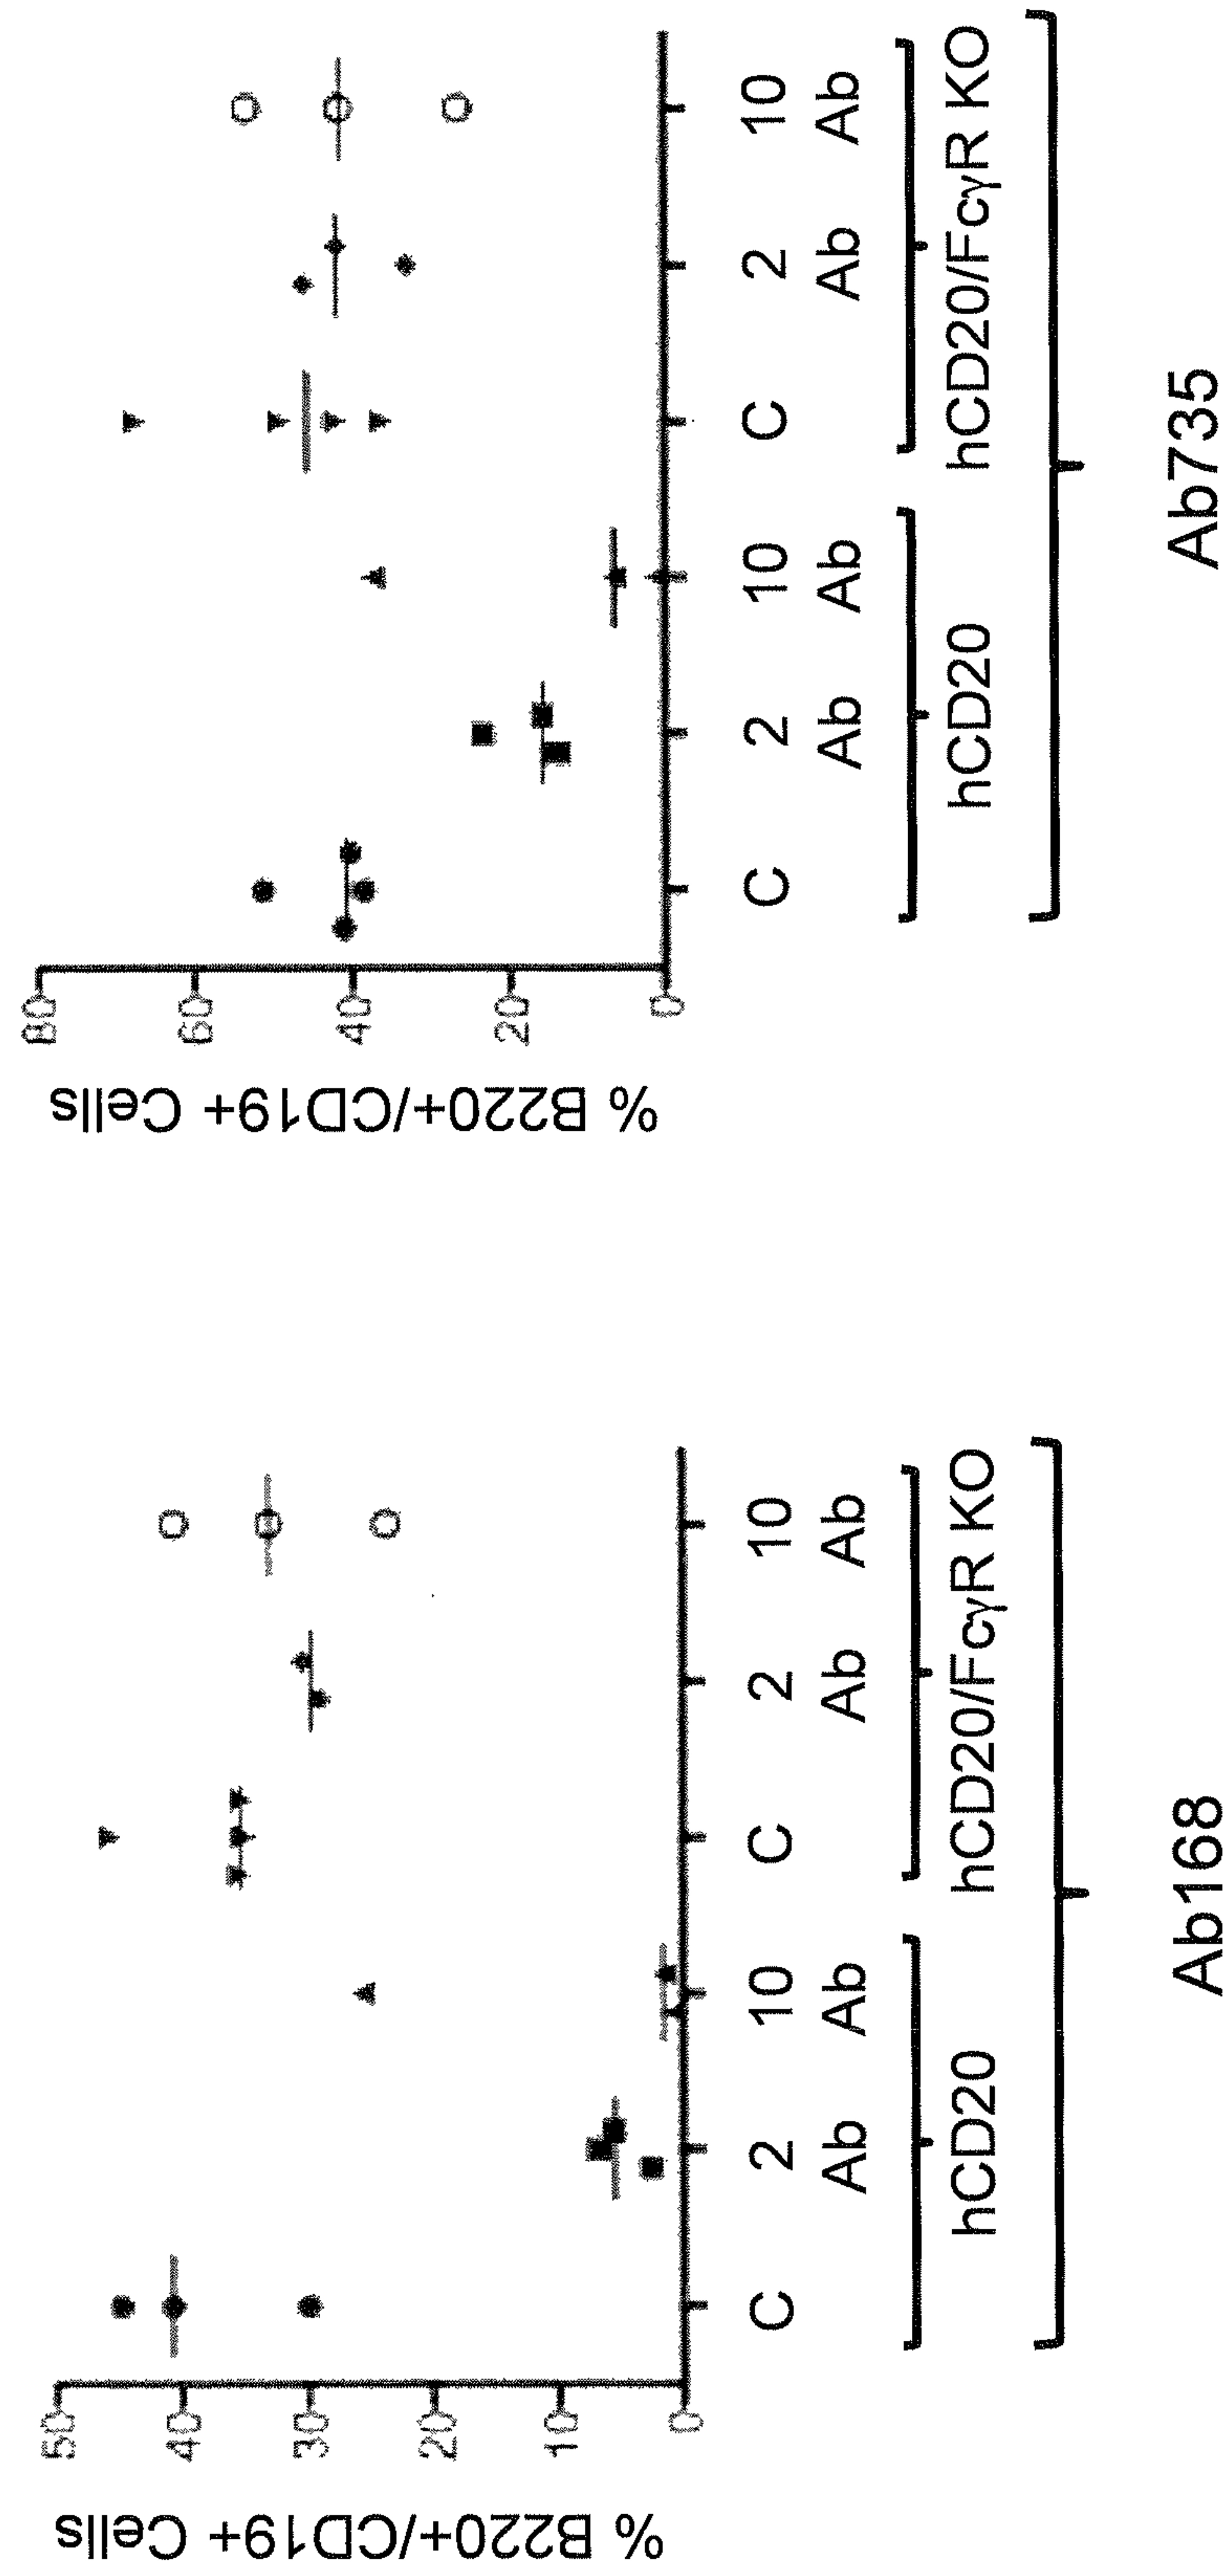 % B220+/CD19+ Cells
50
40
30
20
10
0
C 2 10 C 2 10
Ab Ab Ab Ab
hCD20 hCD20/FcγR KO
Ab168
% B220+/CD19+ Cells
80
60
40
20
0
C 2 10 C 2 10
Ab Ab Ab Ab
hCD20 hCD20/FcγR KO
Ab735